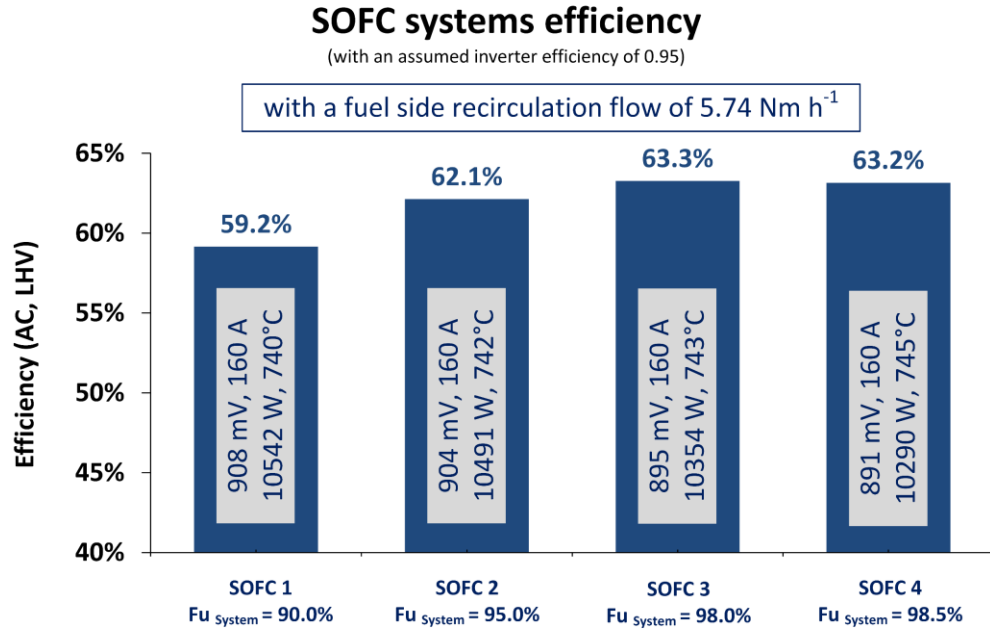 SOFC systems efficiency
(with an assumed inverter efficiency of 0.95)
with a fuel side recirculation flow of 5.74 Nm h⁻¹
Efficiency (AC, LHV)
65%
60%
55%
50%
45%
40%
59.2%
62.1%
63.3%
63.2%
908 mV, 160 A
10542 W, 740°C
904 mV, 160 A
10491 W, 742°C
895 mV, 160 A
10354 W, 743°C
891 mV, 160 A
10290 W, 745°C
SOFC 1
Fu System = 90.0%
SOFC 2
Fu System = 95.0%
SOFC 3
Fu System = 98.0%
SOFC 4
Fu System = 98.5%